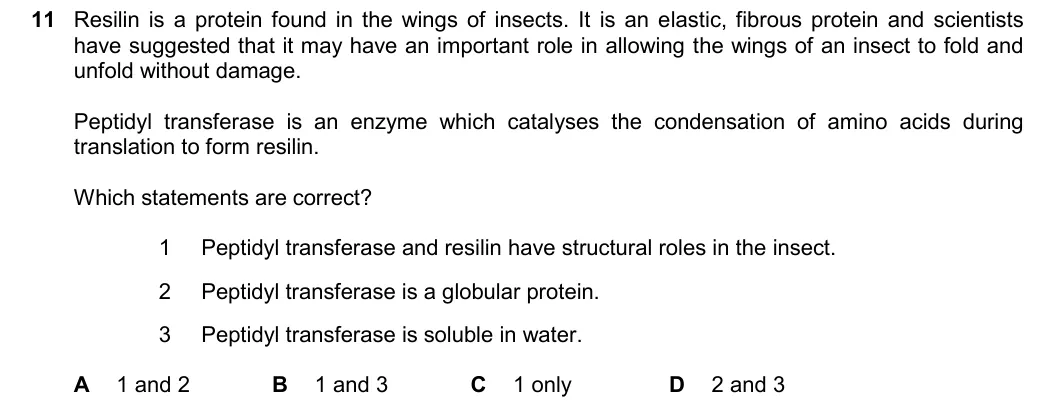 11 Resilin is a protein found in the wings of insects. It is an elastic, fibrous protein and scientists
have suggested that it may have an important role in allowing the wings of an insect to fold and
unfold without damage.
Peptidyl transferase is an enzyme which catalyses the condensation of amino acids during
translation to form resilin.
Which statements are correct?
1 Peptidyl transferase and resilin have structural roles in the insect.
2 Peptidyl transferase is a globular protein.
3 Peptidyl transferase is soluble in water.
A 1 and 2 B 1 and 3 C 1 only D 2 and 3